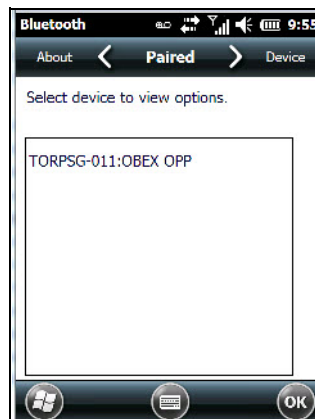 Bluetooth 9:55
About Paired Device
Select device to view options.
TORPSG-011:OBEX OPP
OK